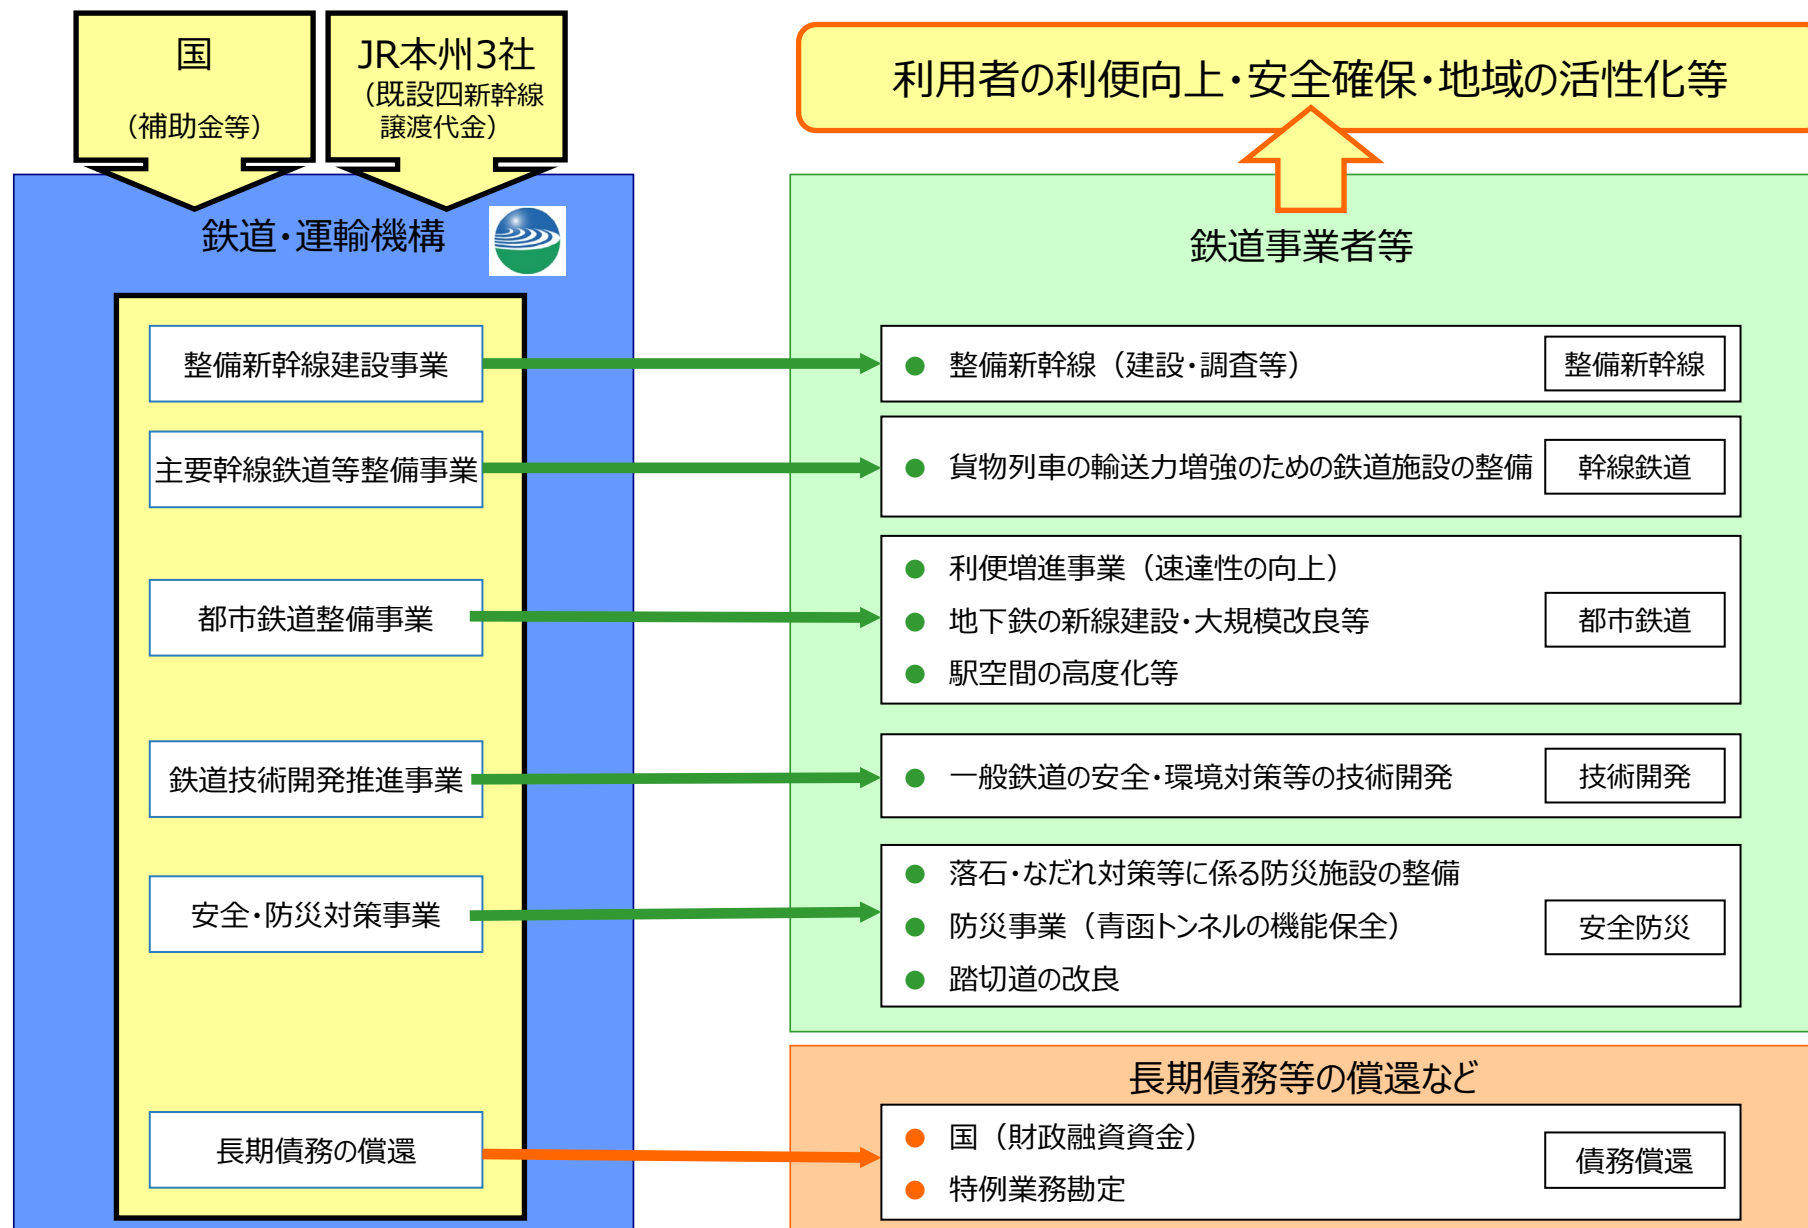 国
（補助金等）
JR本州3社
（既設四新幹線
譲渡代金）
利用者の利便向上・安全確保・地域の活性化等
鉄道・運輸機構
整備新幹線建設事業
主要幹線鉄道等整備事業
都市鉄道整備事業
鉄道技術開発推進事業
安全・防災対策事業
長期債務の償還
鉄道事業者等
● 整備新幹線（建設・調査等）
整備新幹線
● 貨物列車の輸送力増強のための鉄道施設の整備
幹線鉄道
● 利便増進事業（速達性の向上）
● 地下鉄の新線建設・大規模改良等
● 駅空間の高度化等
都市鉄道
● 一般鉄道の安全・環境対策等の技術開発
技術開発
● 落石・なだれ対策等に係る防災施設の整備
● 防災事業（青函トンネルの機能保全）
● 踏切道の改良
安全防災
長期債務等の償還など
● 国（財政融資資金）
● 特例業務勘定
債務償還